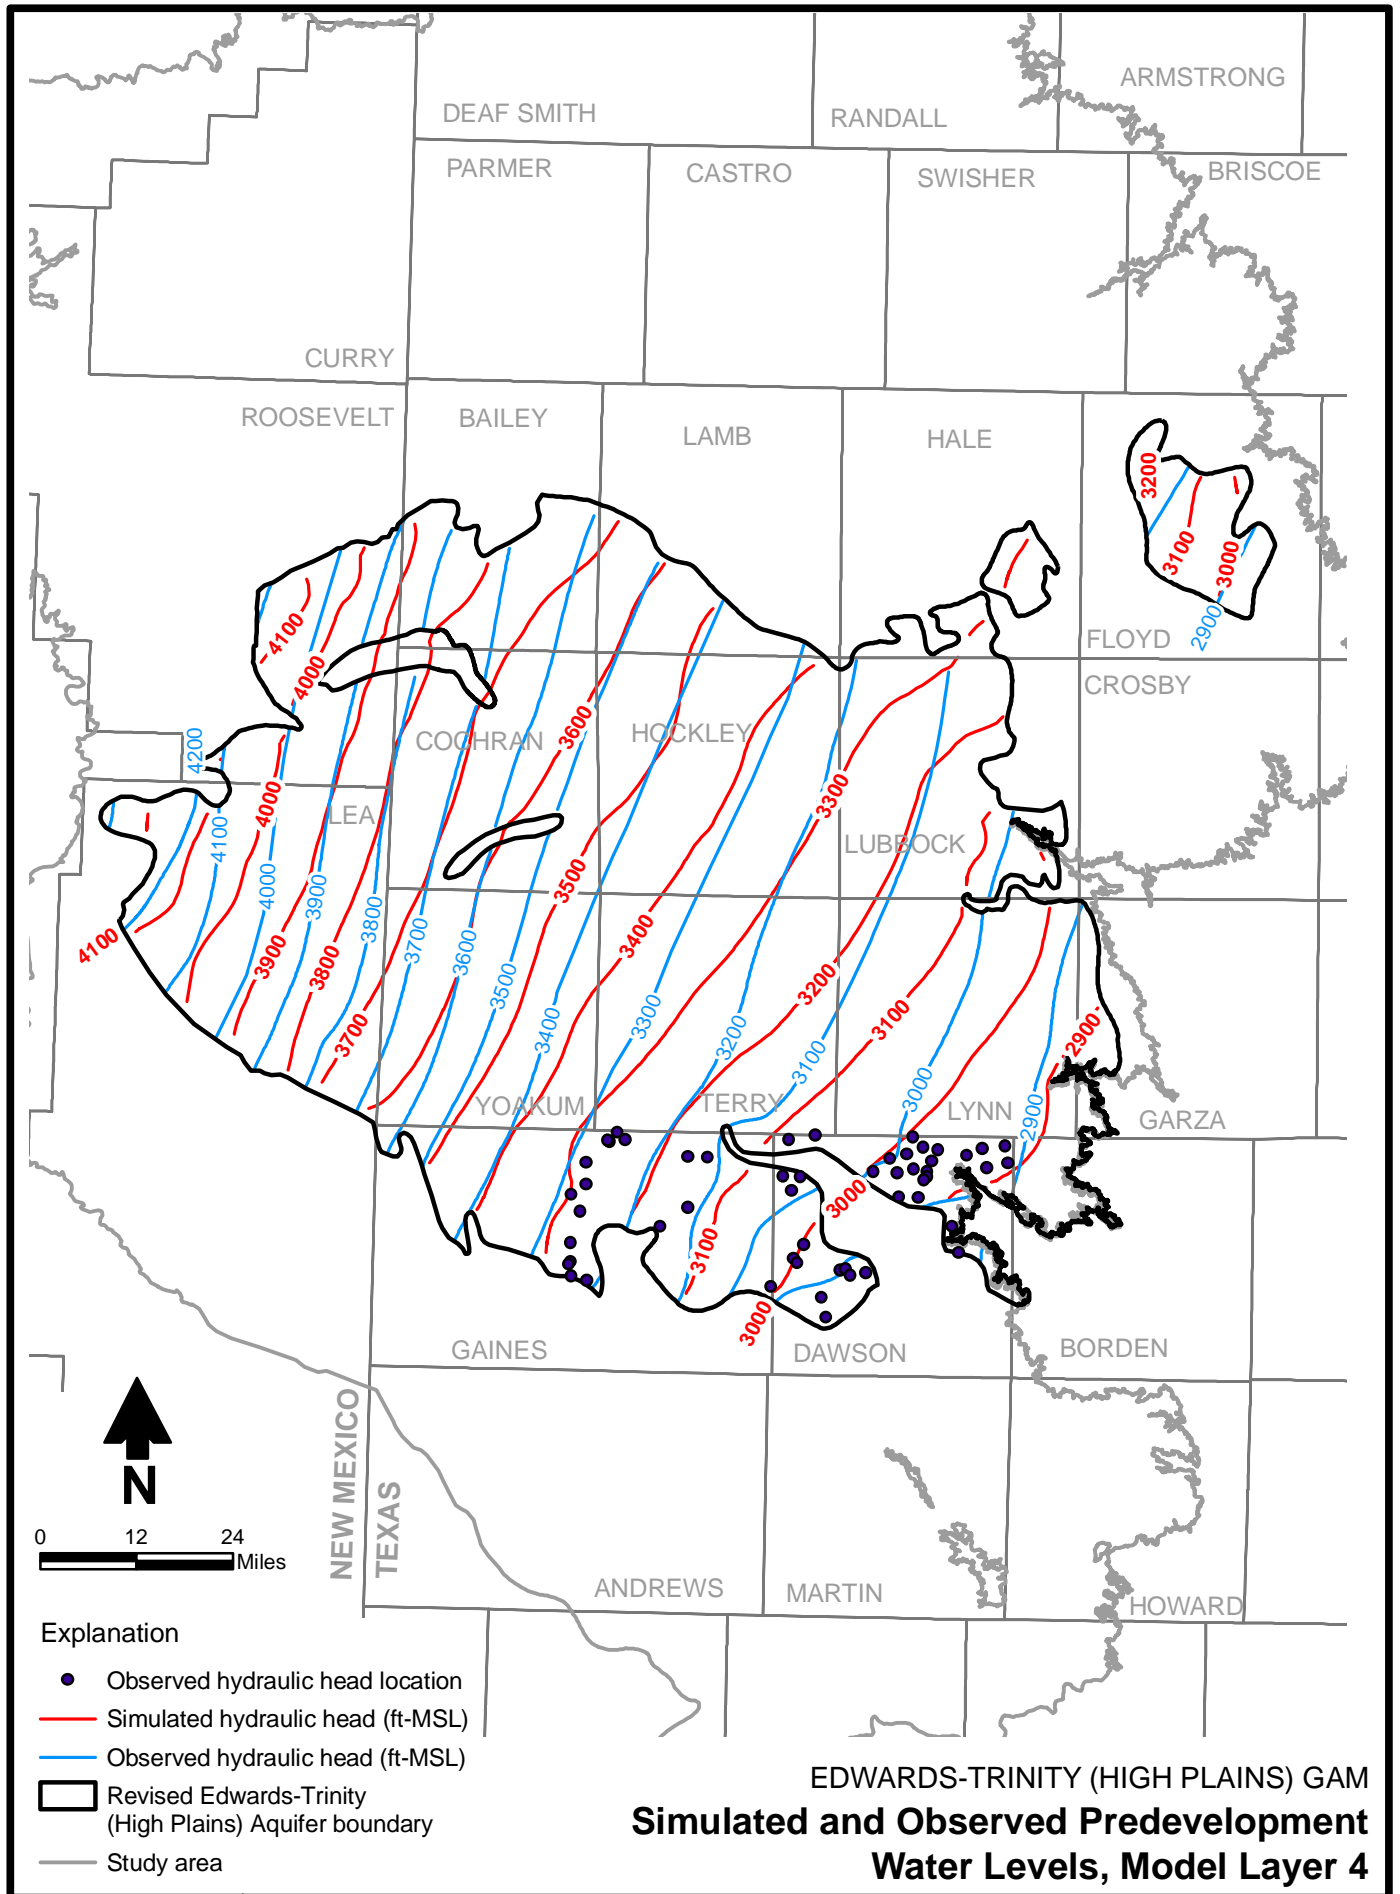 ARMSTRONG
DEAF SMITH
RANDALL
PARMER
CASTRO
SWISHER
BRISCOE
CURRY
ROOSEVELT
BAILEY
LAMB
HALE
3200
3100
3000
2900
FLOYD
4100
4000
CROSBY
4200
COCHRAN
3600
HOCKLEY
4000
LEA
3300
4100
LUBBOCK
4000
3900
3800
3700
3600
3500
3500
3400
4100
3900
3800
3700
3400
3300
3200
3200
3100
3100
3000
2900
2900
YOAKUM
TERRY
LYNN
GARZA
3000
3100
3000
GAINES
DAWSON
BORDEN
NEW MEXICO
TEXAS
N
0 12 24
Miles
ANDREWS
MARTIN
HOWARD
Explanation
Observed hydraulic head location
Simulated hydraulic head (ft-MSL)
Observed hydraulic head (ft-MSL)
Revised Edwards-Trinity
(High Plains) Aquifer boundary
Study area
EDWARDS-TRINITY (HIGH PLAINS) GAM
Simulated and Observed Predevelopment
Water Levels, Model Layer 4